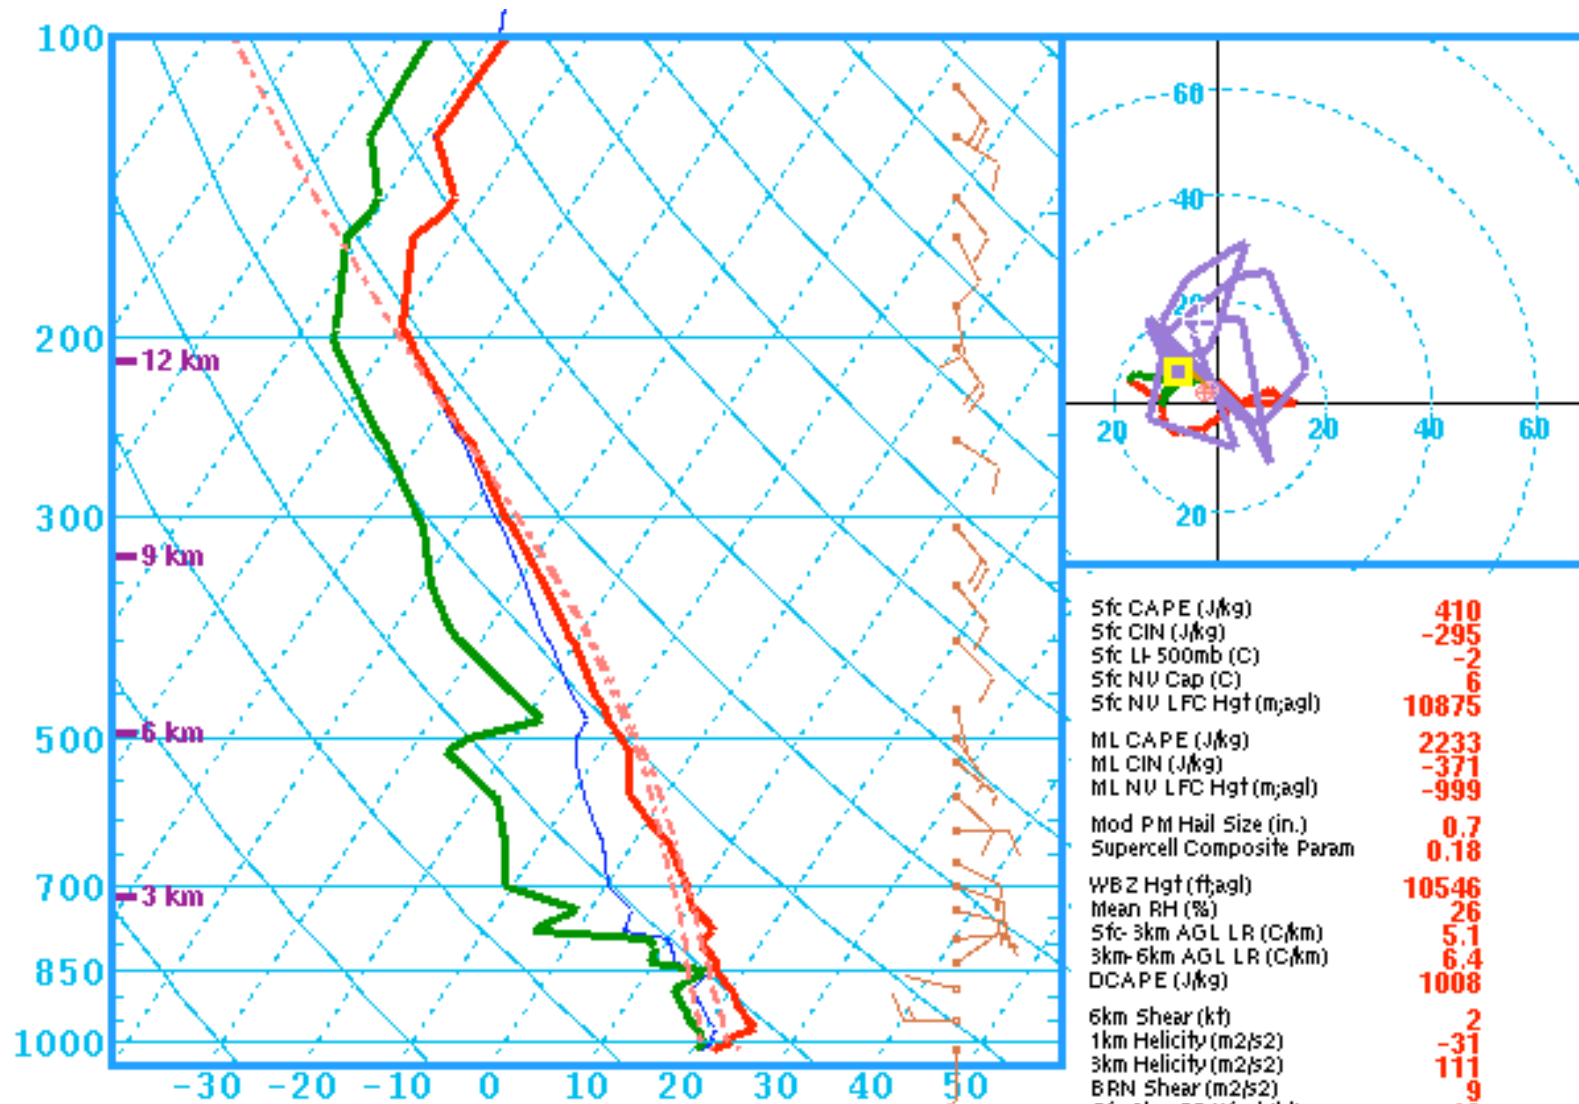 100
200
300
500
700
850
1000
12 km
9 km
6 km
3 km
-30 -20 -10 0 10 20 30 40 50
60
40
20
20 20 40 60
20
Sfc CAPE (J/kg) 410
Sfc CIN (J/kg) -295
Sfc LI-500mb (C) -2
Sfc NV Cap (C) 6
Sfc NV LFC Hgt (m;agl) 10875
ML CAPE (J/kg) 2233
ML CIN (J/kg) -371
ML NV LFC Hgt (m;agl) -999
Mod PM Hail Size (in.) 0.7
Supercell Composite Param 0.18
WBZ Hgt (ft;agl) 10546
Mean RH (%) 26
Sfc-3km AGL LR (C/km) 5.1
3km-6km AGL LR (C/km) 6.4
DCAPE (J/kg) 1008
6km Shear (kt) 2
1km Helicity (m2/s2) -31
3km Helicity (m2/s2) 111
BRN Shear (m2/s2) 9